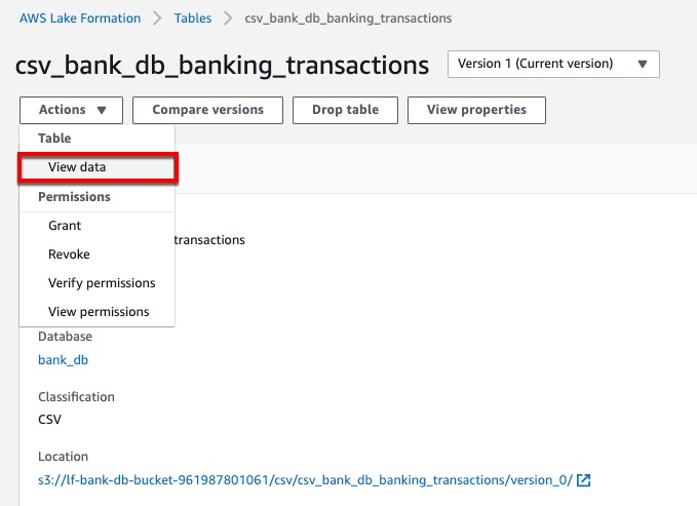 AWS Lake Formation > Tables > csv_bank_db_banking_transactions
csv_bank_db_banking_transactions Version 1 (Current version)
Actions Compare versions Drop table View properties
Table
View data
Permissions
Grant
transactions
Revoke
Verify permissions
View permissions
Database
bank_db
Classification
CSV
Location
s3://lf-bank-db-bucket-961987801061/csv/csv_bank_db_banking_transactions/version_0/